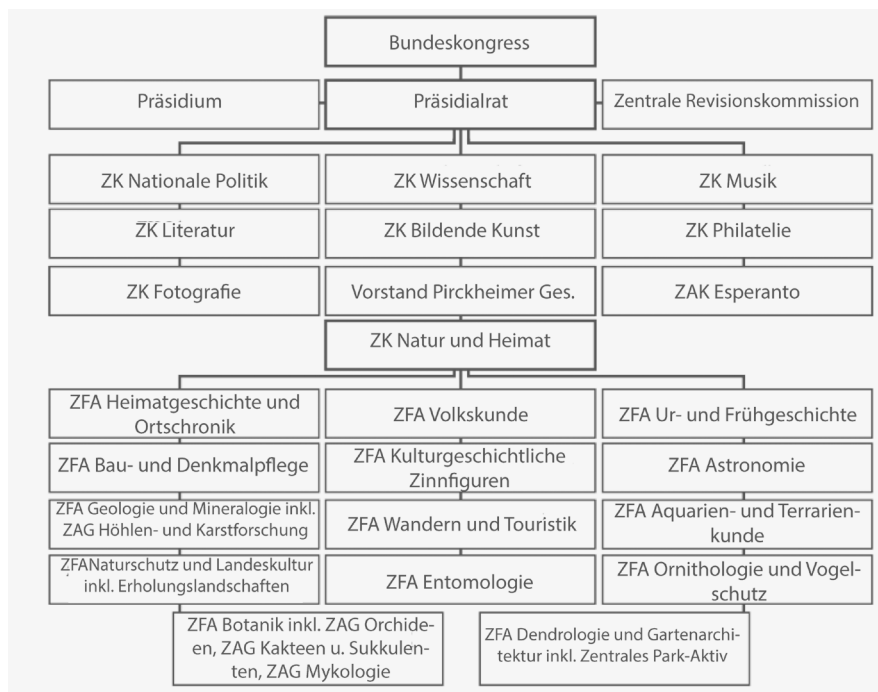 Bundeskongress
Präsidium
Präsidialrat
Zentrale Revisionskommission
ZK Nationale Politik
ZK Wissenschaft
ZK Musik
ZK Literatur
ZK Bildende Kunst
ZK Philatelie
ZK Fotografie
Vorstand Pirckheimer Ges.
ZAK Esperanto
ZK Natur und Heimat
ZFA Heimatgeschichte und
Ortschronik
ZFA Volkskunde
ZFA Ur- und Frühgeschichte
ZFA Bau- und Denkmalpflege
ZFA Kulturgeschichtliche
Zinnfiguren
ZFA Astronomie
ZFA Geologie und Mineralogie inkl.
ZAG Höhlen- und Karstforschung
ZFA Wandern und Touristik
ZFA Aquarien- und Terrarien-
kunde
ZFANaturschutz und Landeskultur
inkl. Erholungslandschaften
ZFA Entomologie
ZFA Ornithologie und Vogel-
schutz
ZFA Botanik inkl. ZAG Orchide-
en, ZAG Kakteen u. Sukkulen-
ten, ZAG Mykologie
ZFA Dendrologie und Gartenarchi-
tektur inkl. Zentrales Park-Aktiv